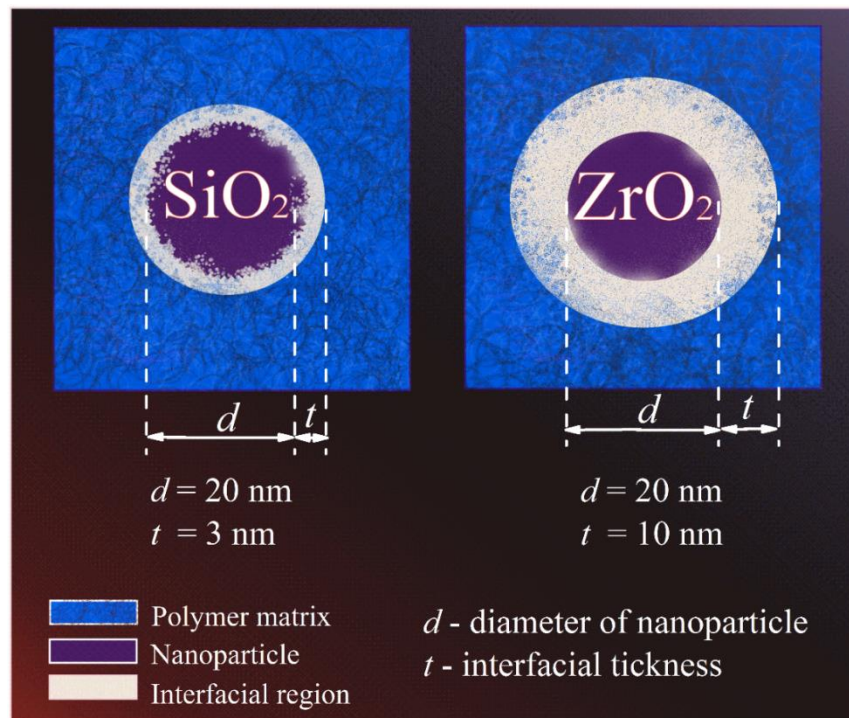 SiO₂
ZrO₂
d t
d t
d = 20 nm
t = 3 nm
d = 20 nm
t = 10 nm
Polymer matrix
Nanoparticle
Interfacial region
d - diameter of nanoparticle
t - interfacial tickness